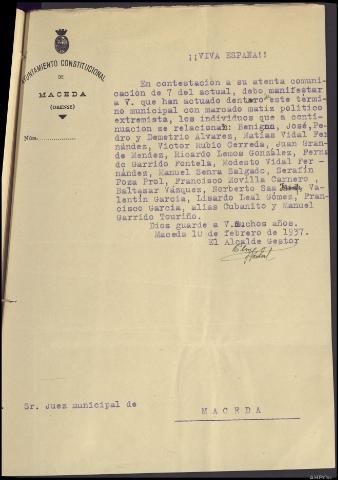 ¡¡VIVA ESPAÑA!!
AYUNTAMIENTO CONSTITUCIONAL
DE
MACEDA
(ORENSE)
Núm.
En contestación a su atenta comuni-
cación de 7 del actual, debo manifestar
a V. que han actuado dentro este térmi-
no municipal con marcado matiz político
extremista, los individuos que a conti-
nuación se relacionan: Benigno, José, Pe-
dro y Demetrio Alvarez, Matías Vidal Fer
nández, Victor Rubio Cerreda, Juan Gran-
de Mendez, Ricardo Lamos González, Ferna
do Garrido Fontela, Modesto Vidal Fer -
nández, Manuel Senra Salgado, Serafín
Poza Prol, Francisco Movilla Carnero ,
Baltasar Vázquez, Norberto Saa Va-
lentín García, Lisardo Leal Gómez, Fran-
cisco García, alias Cubanito y Manuel
Garrido Touriño.
Dios guarde a V. muchos años.
Maceda 10 de febrero de 1937.
El Alcalde Gestor
Sr. Juez municipal de
MACEDA